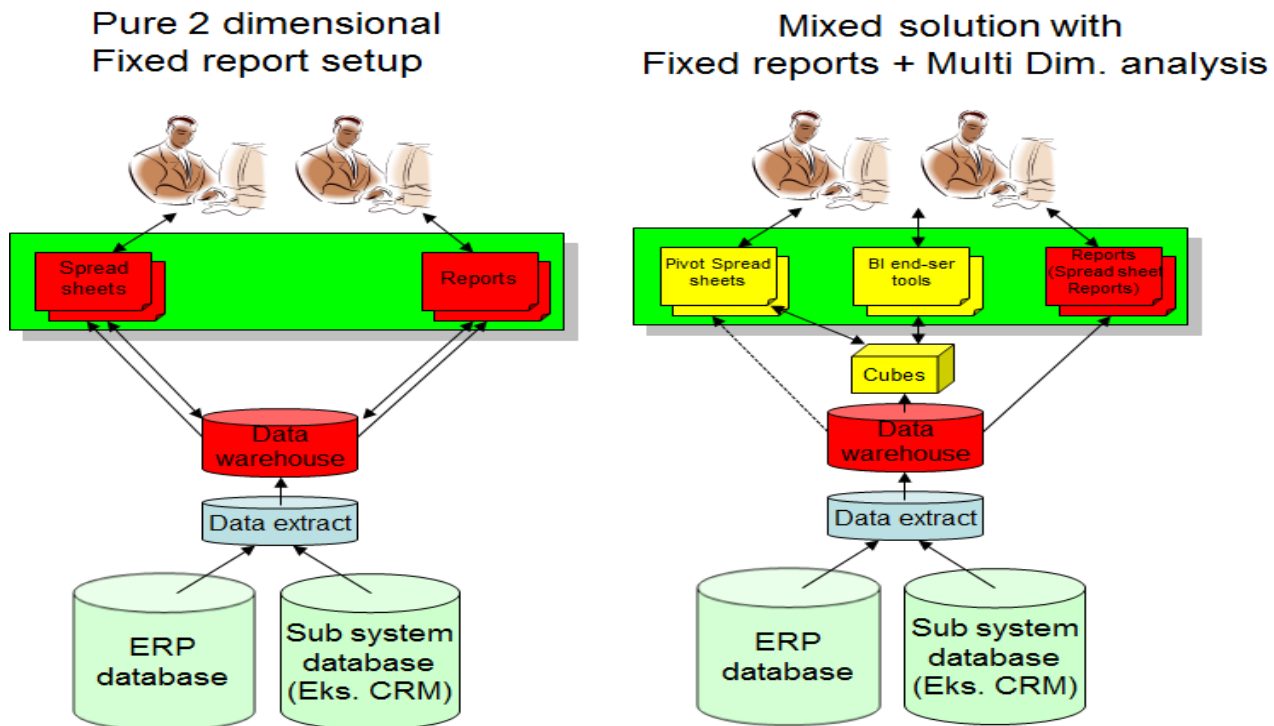 Pure 2 dimensional
Fixed report setup
Spread
sheets
Reports
Data
warehouse
Data extract
ERP
database
Sub system
database
(Eks. CRM)
Mixed solution with
Fixed reports + Multi Dim. analysis
Pivot Spread
sheets
BI end-ser
tools
Reports
(Spread sheet
Reports)
Cubes
Data
warehouse
Data extract
ERP
database
Sub system
database
(Eks. CRM)